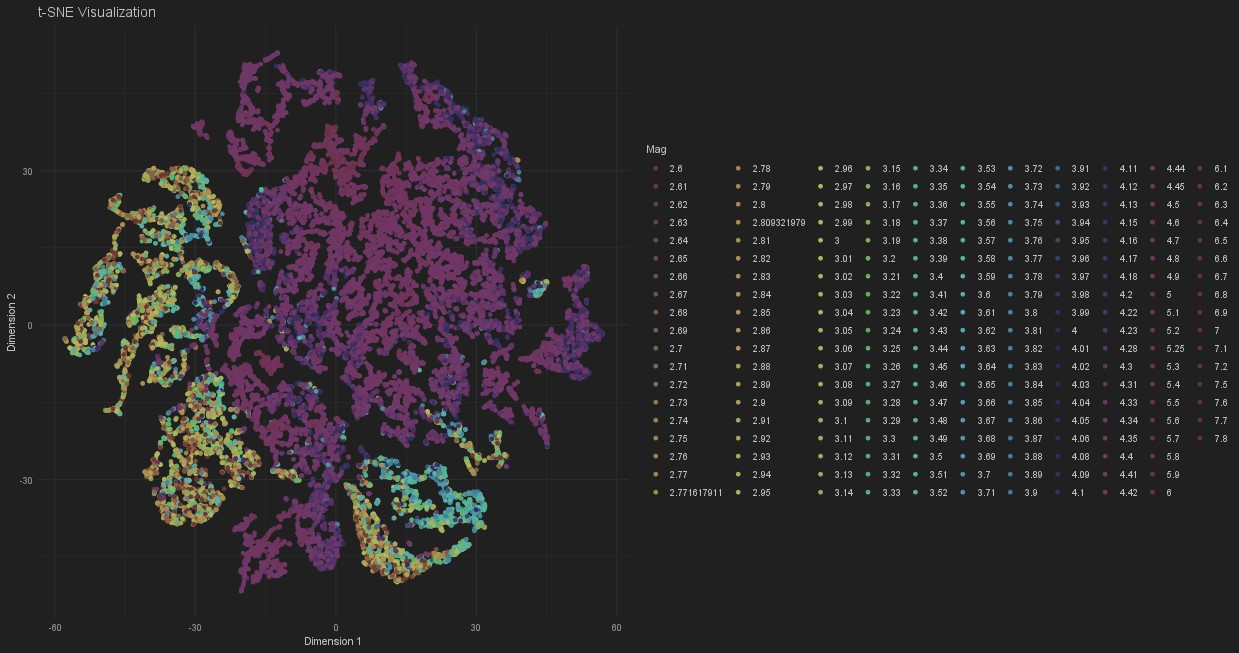 t-SNE Visualization
30
0
-30
-60
-30
0
30
60
Dimension 1
Dimension 2
Mag
2.6 2.78 2.96 3.15 3.34 3.53 3.72 3.91 4.11 4.44 6.1
2.61 2.79 2.97 3.16 3.35 3.54 3.73 3.92 4.12 4.45 6.2
2.62 2.8 2.98 3.17 3.36 3.55 3.74 3.93 4.13 4.5 6.3
2.63 2.809321979 2.99 3.18 3.37 3.56 3.75 3.94 4.15 4.6 6.4
2.64 2.81 3 3.19 3.38 3.57 3.76 3.95 4.16 4.7 6.5
2.65 2.82 3.01 3.2 3.39 3.58 3.77 3.96 4.17 4.8 6.6
2.66 2.83 3.02 3.21 3.4 3.59 3.78 3.97 4.18 4.9 6.7
2.67 2.84 3.03 3.22 3.41 3.6 3.79 3.98 4.2 5 6.8
2.68 2.85 3.04 3.23 3.42 3.61 3.8 3.99 4.22 5.1 6.9
2.69 2.86 3.05 3.24 3.43 3.62 3.81 4 4.23 5.2 7
2.7 2.87 3.06 3.25 3.44 3.63 3.82 4.01 4.28 5.25 7.1
2.71 2.88 3.07 3.26 3.45 3.64 3.83 4.02 4.3 5.3 7.2
2.72 2.89 3.08 3.27 3.46 3.65 3.84 4.03 4.31 5.4 7.5
2.73 2.9 3.09 3.28 3.47 3.66 3.85 4.04 4.33 5.5 7.6
2.74 2.91 3.1 3.29 3.48 3.67 3.86 4.05 4.34 5.6 7.7
2.75 2.92 3.11 3.3 3.49 3.68 3.87 4.06 4.35 5.7 7.8
2.76 2.93 3.12 3.31 3.5 3.69 3.88 4.08 4.4 5.8
2.77 2.94 3.13 3.32 3.51 3.7 3.89 4.09 4.41 5.9
2.771617911 2.95 3.14 3.33 3.52 3.71 3.9 4.1 4.42 6